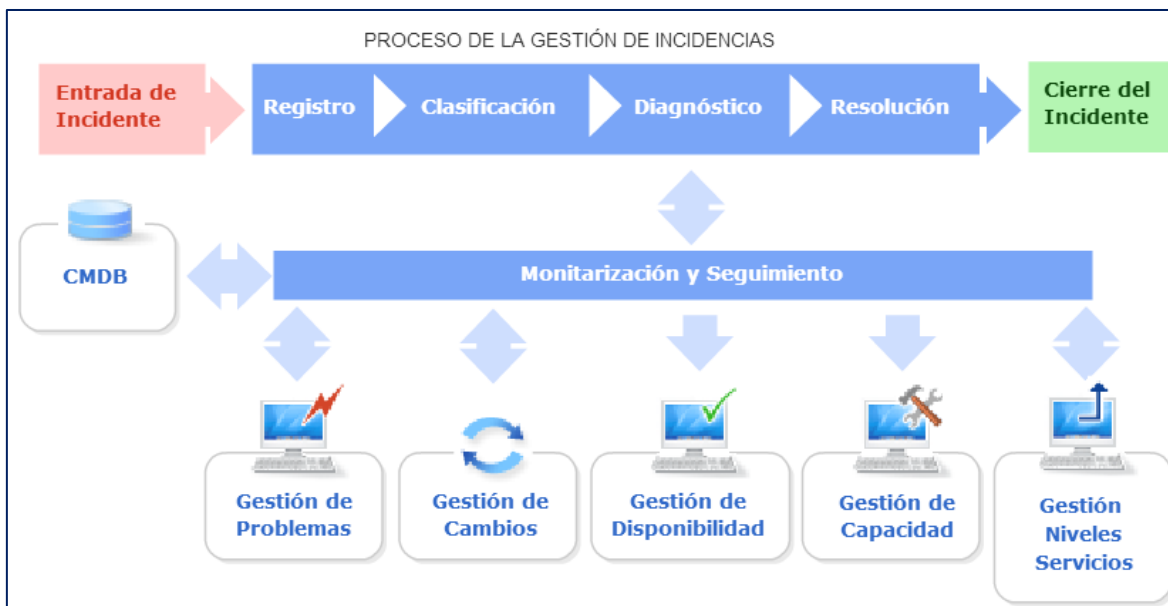 PROCESO DE LA GESTIÓN DE INCIDENCIAS
Entrada de
Incidente
Registro
Clasificación
Diagnóstico
Resolución
Cierre del
Incidente
CMDB
Monitarización y Seguimiento
Gestión de
Problemas
Gestión de
Cambios
Gestión de
Disponibilidad
Gestión de
Capacidad
Gestión
Niveles
Servicios